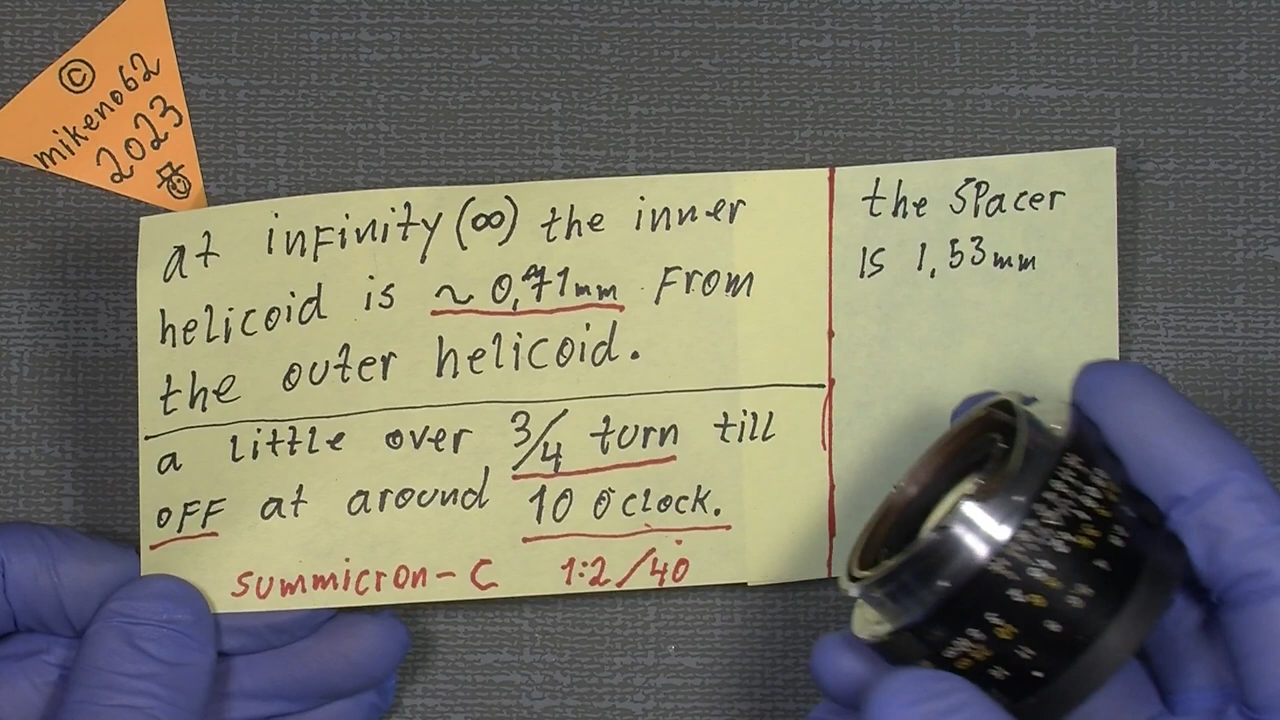 ©
mikeno62
2023
at infinity (∞) the inner
helicoid is ~ 0,71mm From
the outer helicoid.
a little over 3/4 turn till
OFF at around 10 o'clock.
summicron-C 1:2/40
the SPacer
IS 1,53mm